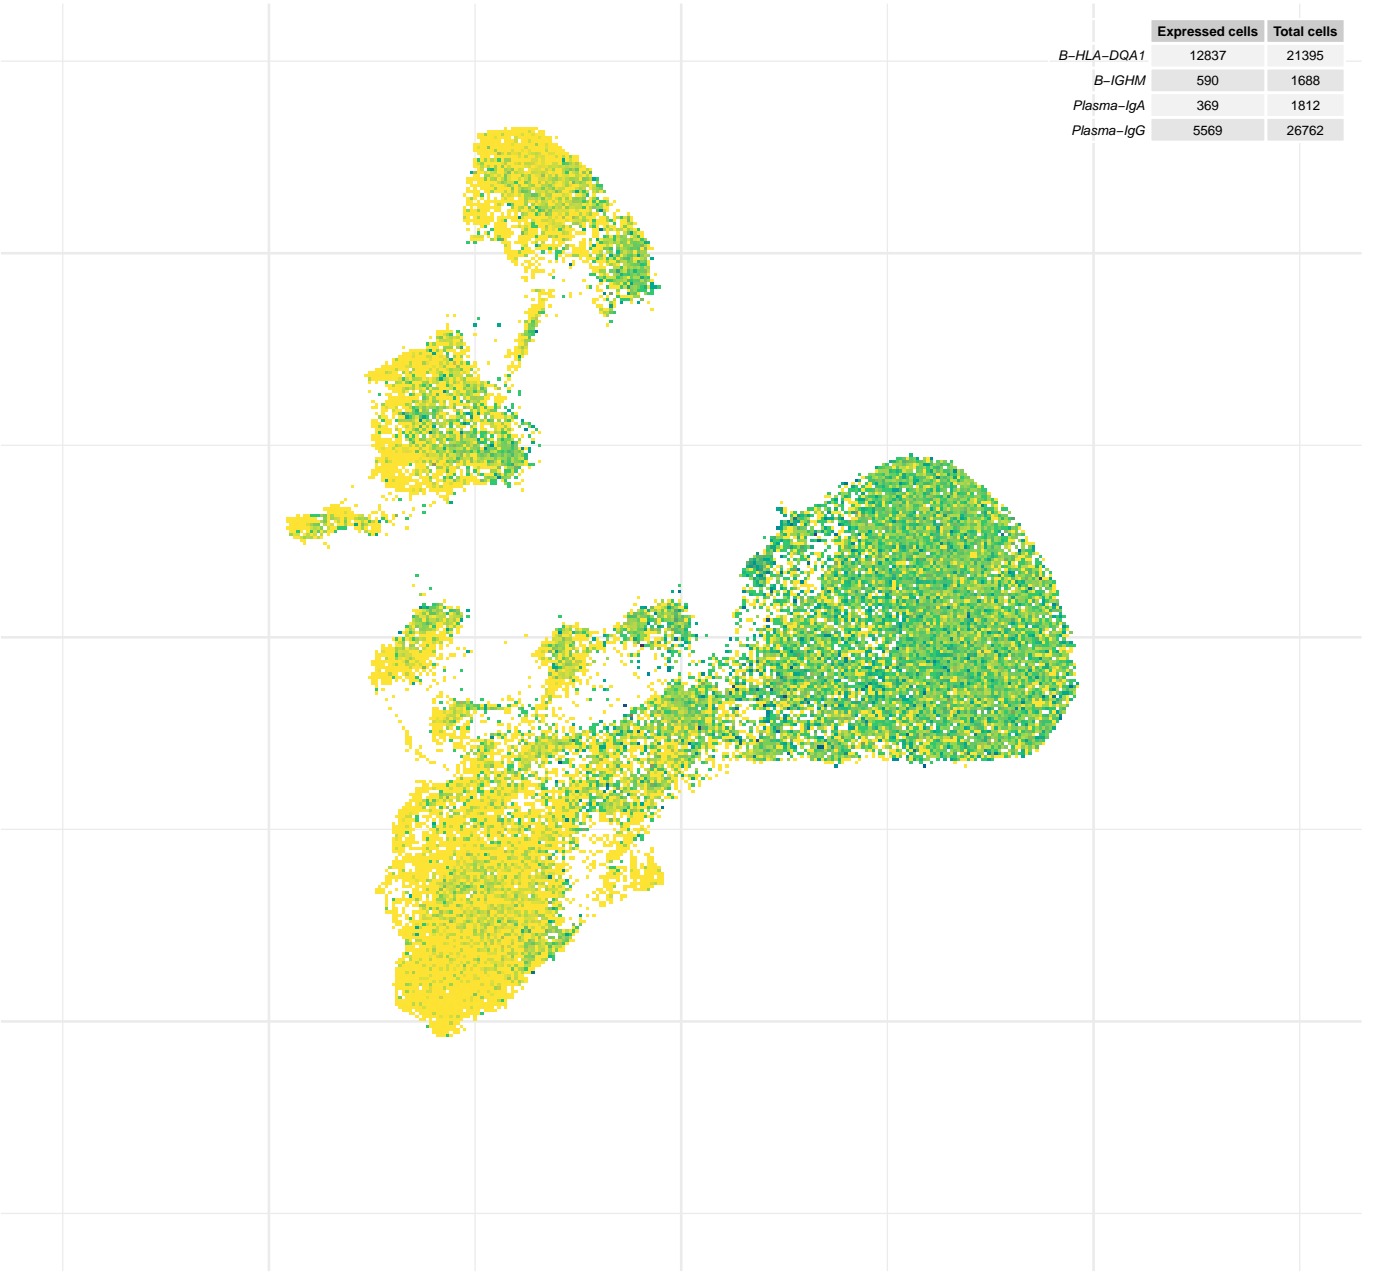 Expressed cells Total cells
B−HLA−DQA1 12837 21395
B−IGHM 590 1688
Plasma−IgA 369 1812
Plasma−IgG 5569 26762